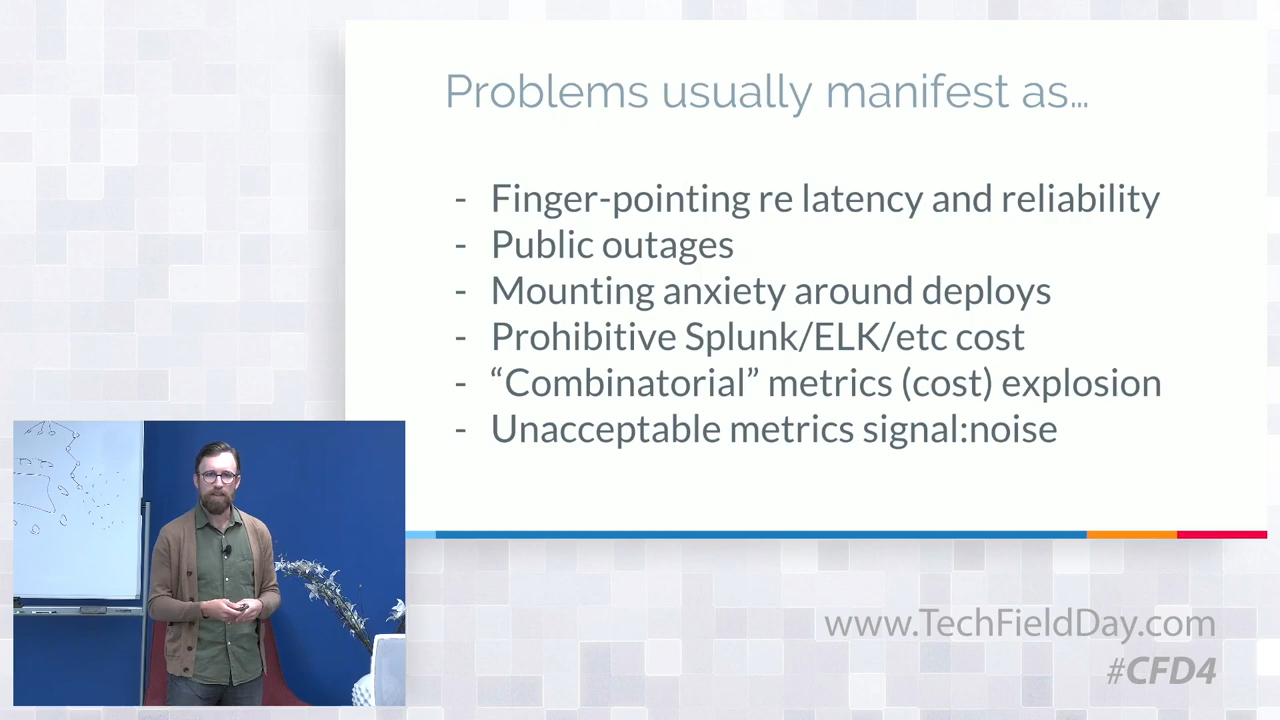 Problems usually manifest as...
- Finger-pointing re latency and reliability
- Public outages
- Mounting anxiety around deploys
- Prohibitive Splunk/ELK/etc cost
- “Combinatorial” metrics (cost) explosion
- Unacceptable metrics signal:noise
www.TechFieldDay.com
#CFD4